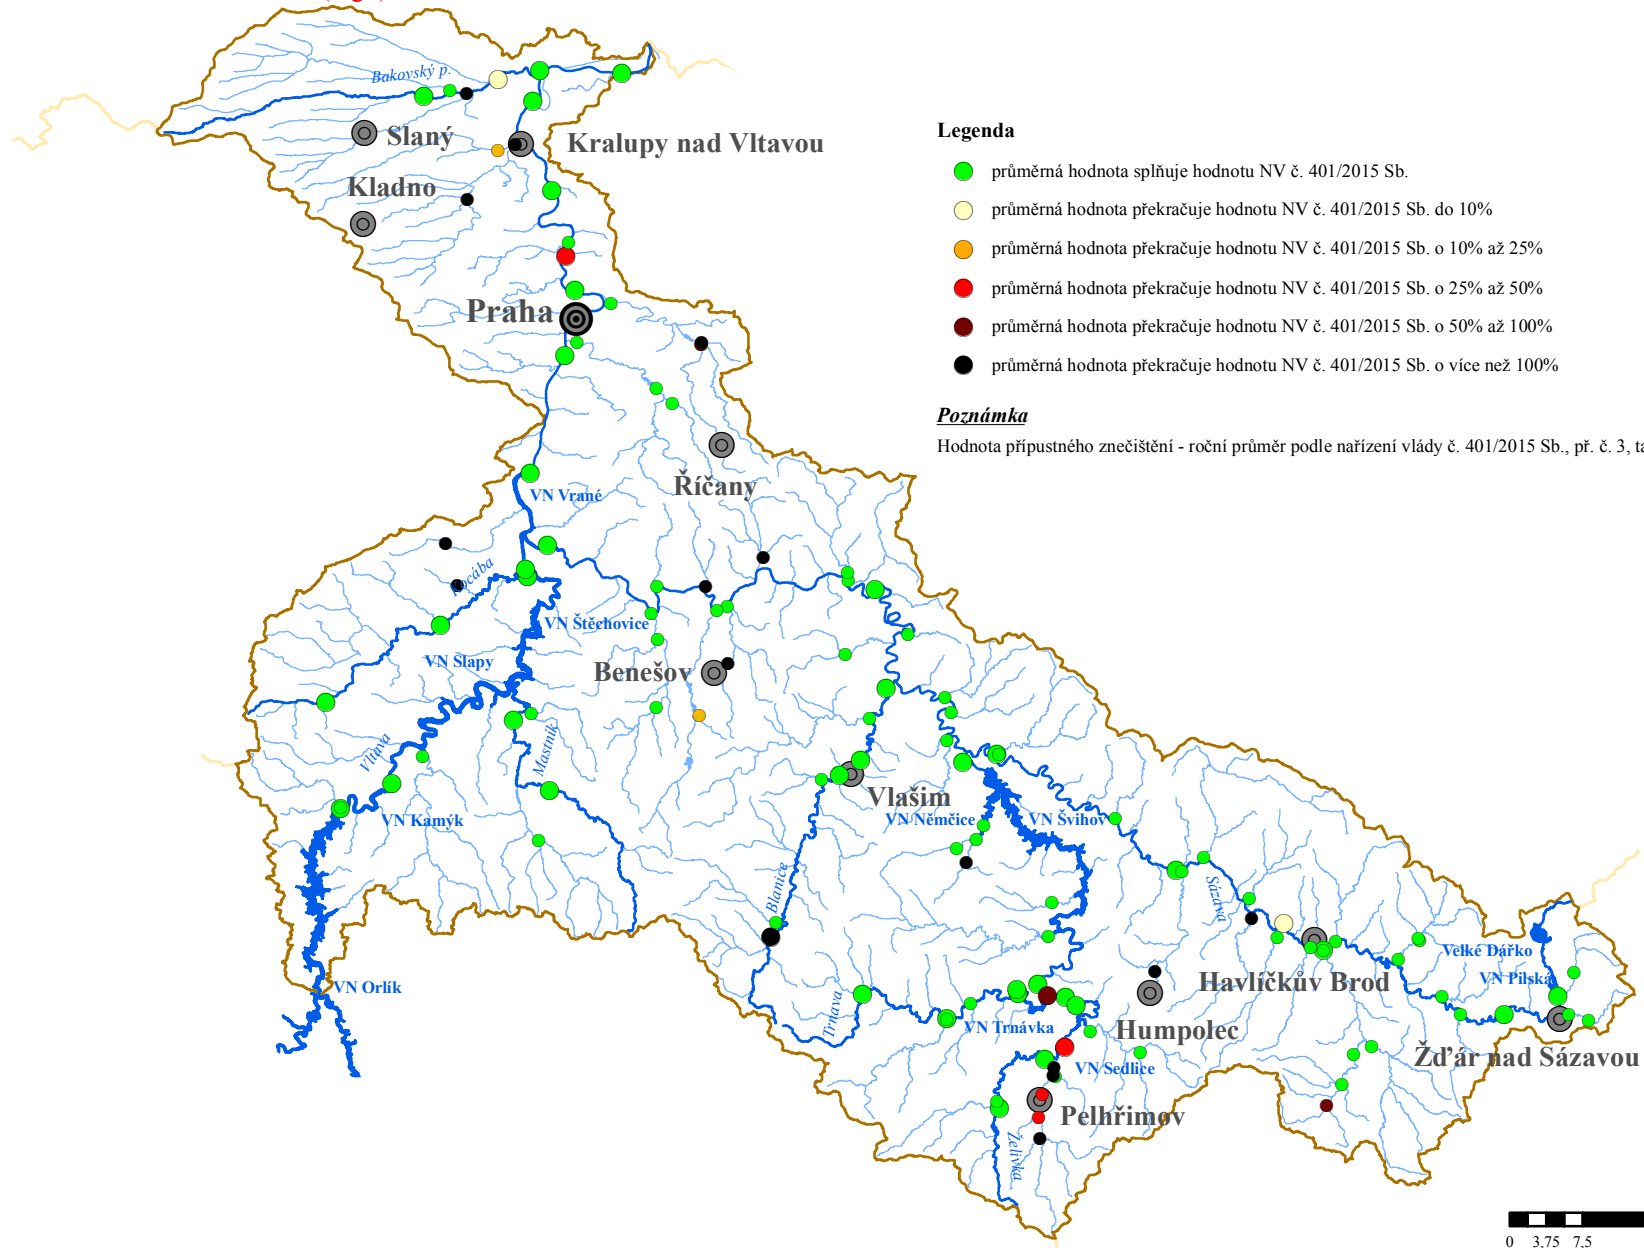 Bakovský p.
Slaný
Kralupy nad Vltavou
Kladno
Praha
Říčany
VN Vrané
VN Štěchovice
VN Slapy
Benešov
Vltava
Mastník
VN Kamýk
Vlašim
VN Němčice
VN Švihov
Blanice
Sázava
VN Orlík
Trnava
VN Trnávka
Humpolec
Havlíčkův Brod
Velké Dářko
VN Pilská
Žďár nad Sázavou
VN Sedlice
Pelhřimov
Želivka
Legenda
průměrná hodnota splňuje hodnotu NV č. 401/2015 Sb.
průměrná hodnota překračuje hodnotu NV č. 401/2015 Sb. do 10%
průměrná hodnota překračuje hodnotu NV č. 401/2015 Sb. o 10% až 25%
průměrná hodnota překračuje hodnotu NV č. 401/2015 Sb. o 25% až 50%
průměrná hodnota překračuje hodnotu NV č. 401/2015 Sb. o 50% až 100%
průměrná hodnota překračuje hodnotu NV č. 401/2015 Sb. o více než 100%
Poznámka
Hodnota přípustného znečištění - roční průměr podle nařízení vlády č. 401/2015 Sb., př. č. 3,
0 3,75 7,5